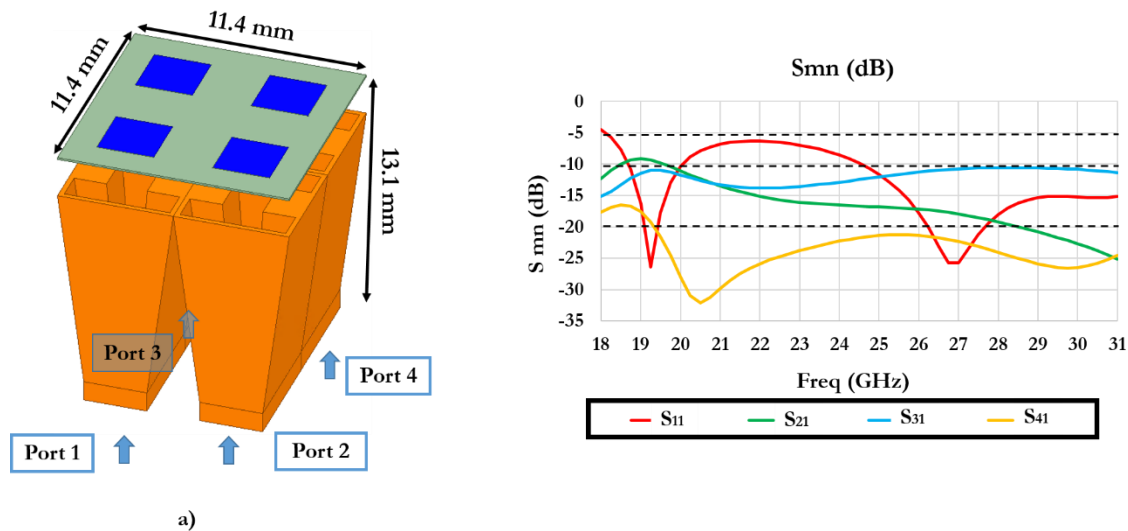 11.4 mm
11.4 mm
13.1 mm
Port 3
Port 4
Port 1
Port 2
a)
Smn (dB)
S mn (dB)
0
-5
-10
-15
-20
-25
-30
-35
18 19 20 21 22 23 24 25 26 27 28 29 30 31
Freq (GHz)
S11 S21 S31 S41